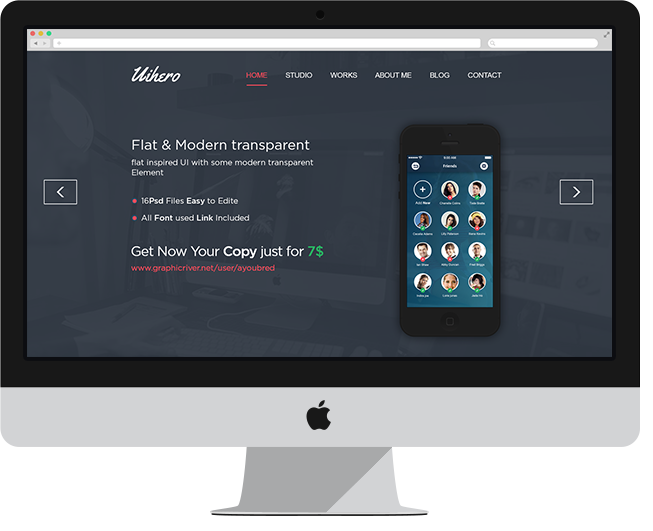 Uihero
HOME STUDIO WORKS ABOUT ME BLOG CONTACT
Flat & Modern transparent
flat inspired UI with some modern transparent
Element
16Psd Files Easy to Edite
All Font used Link Included
Get Now Your Copy just for 7$
www.graphicriver.net/user/ayoubred
Friends
Add New